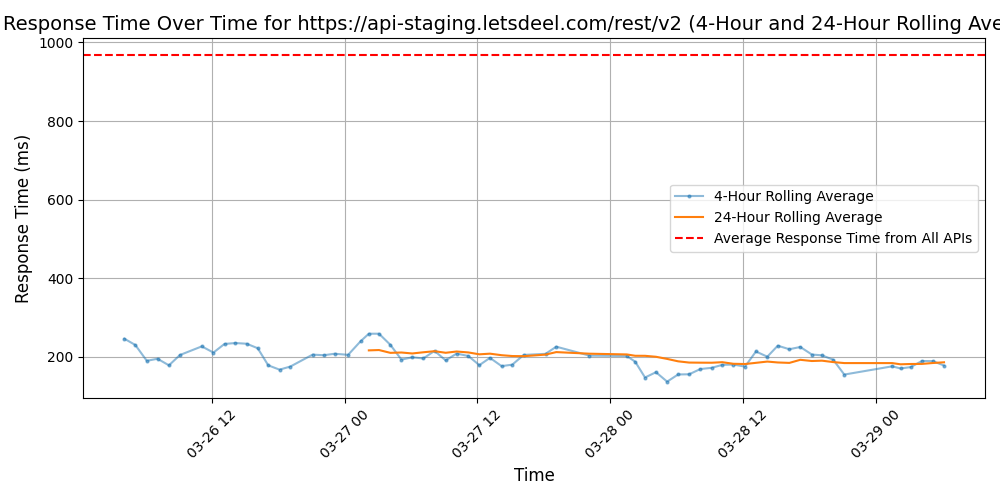 Response Time Over Time for https://api-staging.letsdeel.com/rest/v2 (4-Hour and 24-Hour Rolling Ave
Response Time (ms)
1000
800
600
400
200
4-Hour Rolling Average
24-Hour Rolling Average
Average Response Time from All APIs
03-26 12
03-27 00
03-27 12
03-28 00
03-28 12
03-29 00
Time